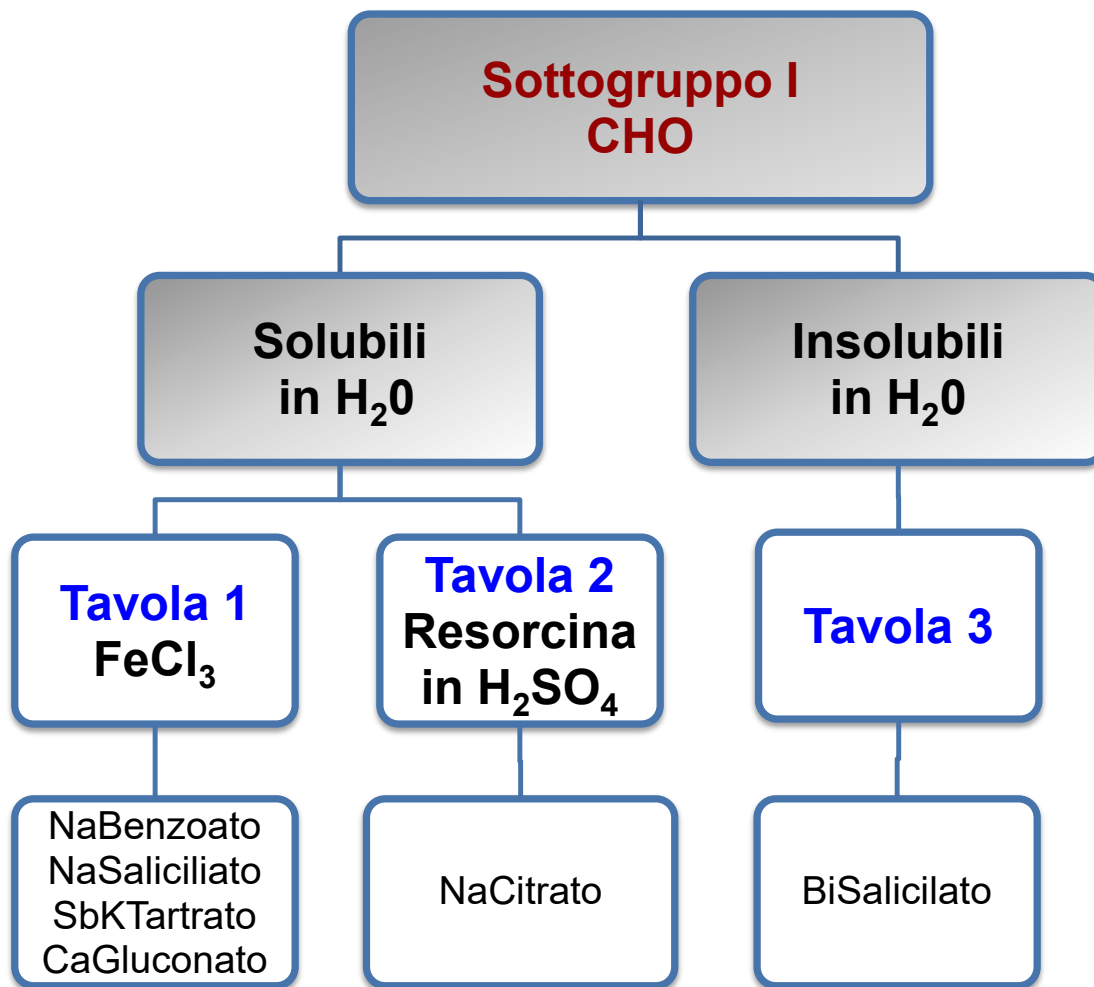 Sottogruppo I
CHO
Solubili
in H₂0
Insolubili
in H₂0
Tavola 1
FeCl₃
Tavola 2
Resorcina
in H₂SO₄
Tavola 3
NaBenzoato
NaSaliciliato
SbKTartrato
CaGluconato
NaCitrato
BiSalicilato